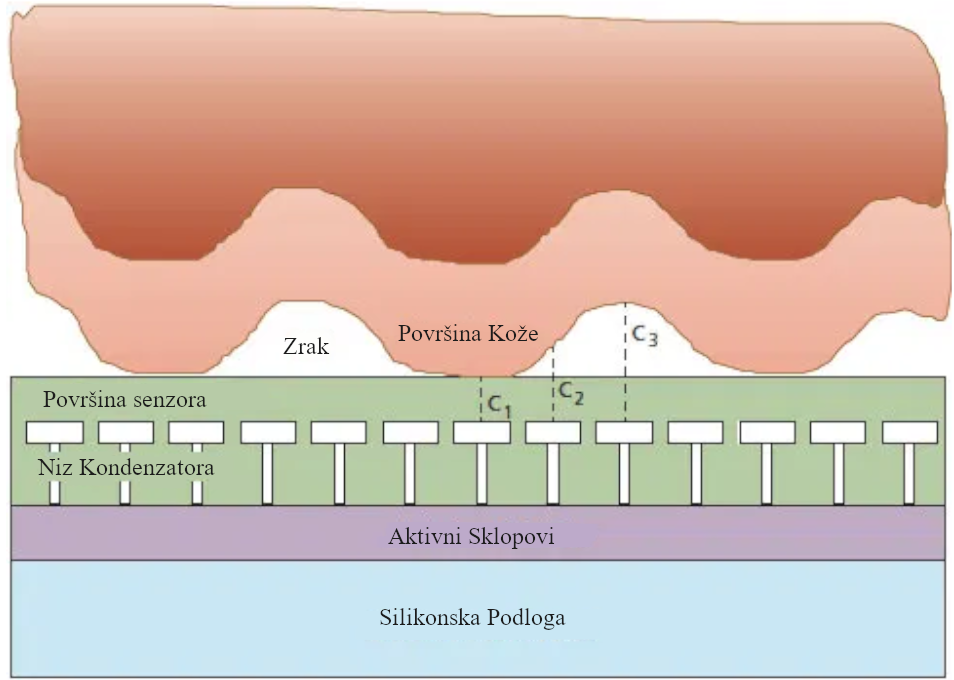 Površina Kože
Zrak
C3
Površina senzora
C1
C2
Niz Kondenzatora
Aktivni Sklopovi
Silikonska Podloga